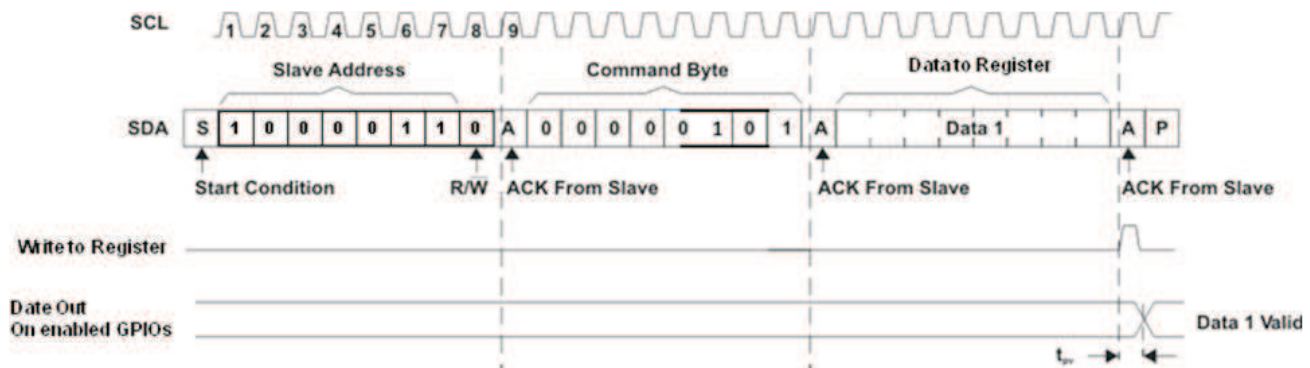 SCL 1 2 3 4 5 6 7 8 9
Slave Address Command Byte Data to Register
SDA S 1 0 0 0 0 1 1 0 A 0 0 0 0 0 1 0 1 A Data 1 A P
Start Condition R/W̅ ACK From Slave ACK From Slave ACK From Slave
Write to Register
Date Out
On enabled GPIOs Data 1 Valid
tpv